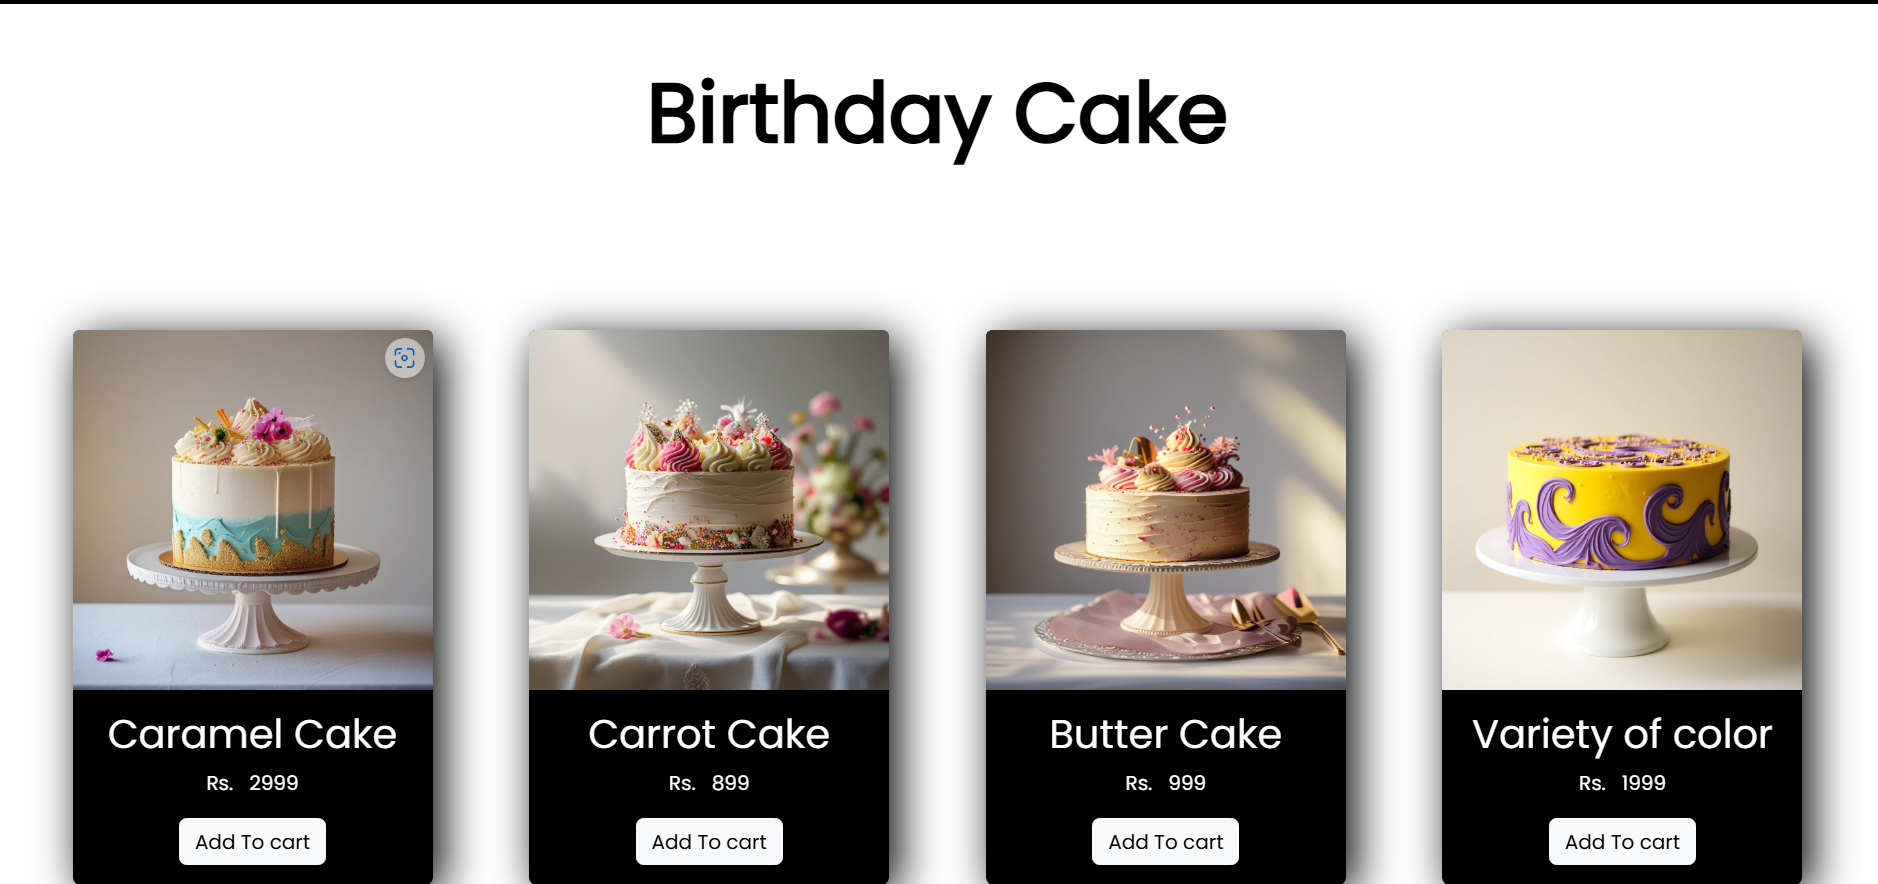 Birthday Cake
Caramel Cake
Rs. 2999
Add To cart
Carrot Cake
Rs. 899
Add To cart
Butter Cake
Rs. 999
Add To cart
Variety of color
Rs. 1999
Add To cart